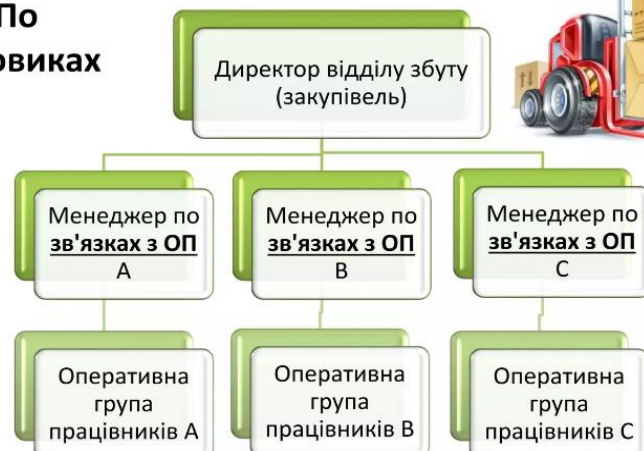 По
овиках
Директор відділу збуту
(закупівель)
Менеджер по
зв'язках з ОП
А
Менеджер по
зв'язках з ОП
В
Менеджер по
зв'язках з ОП
С
Оперативна
група
працівників А
Оперативна
група
працівників В
Оперативна
група
працівників С